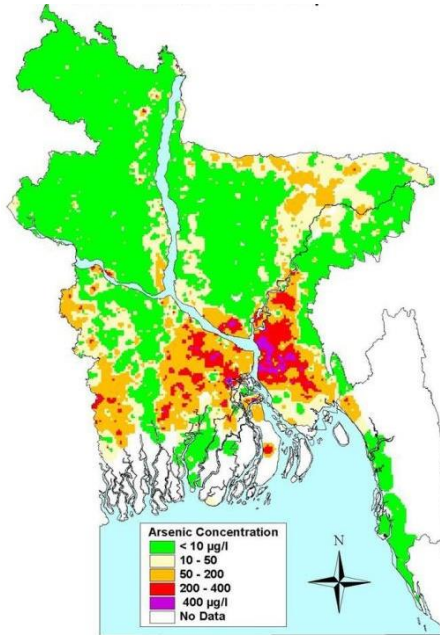 Arsenic Concentration
< 10 µg/l
10 - 50
50 - 200
200 - 400
400 µg/l
No Data
N